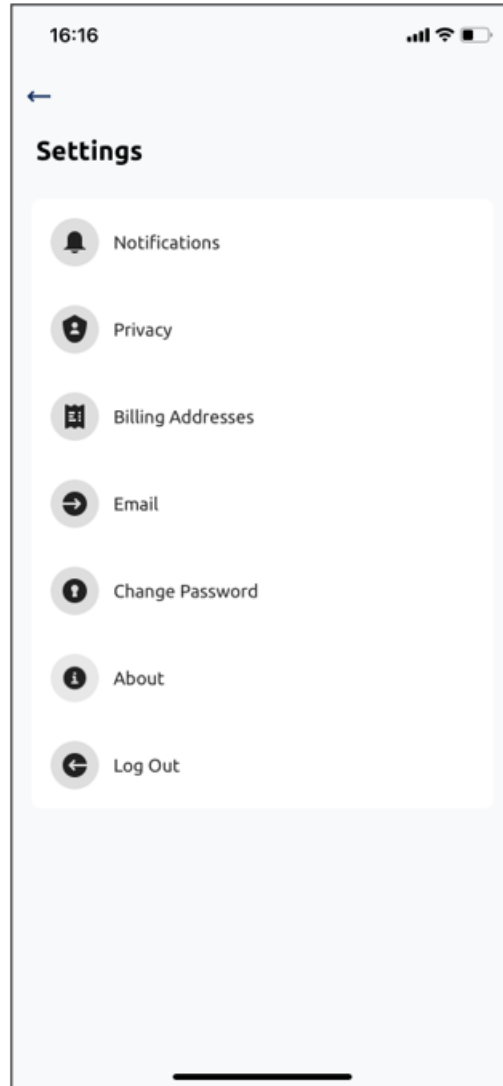 16:16
Settings
Notifications
Privacy
Billing Addresses
Email
Change Password
About
Log Out